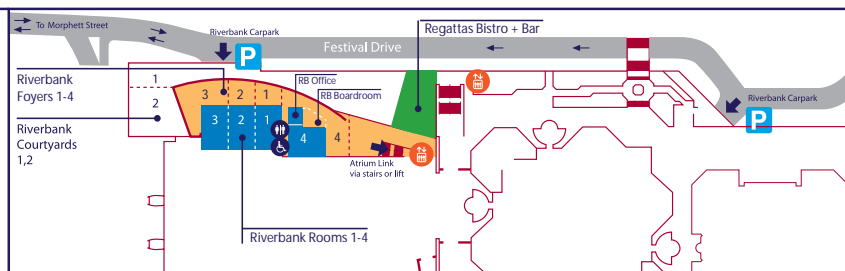 To Morphett Street
Riverbank Carpark
P
Festival Drive
Regattas Bistro + Bar
Riverbank
Foyers 1-4
Riverbank
Courtyards
1,2
1
2
3
2
1
RB Office
RB Boardroom
3
2
1
4
4
Atrium Link
via stairs or lift
Riverbank Carpark
P
Riverbank Rooms 1-4